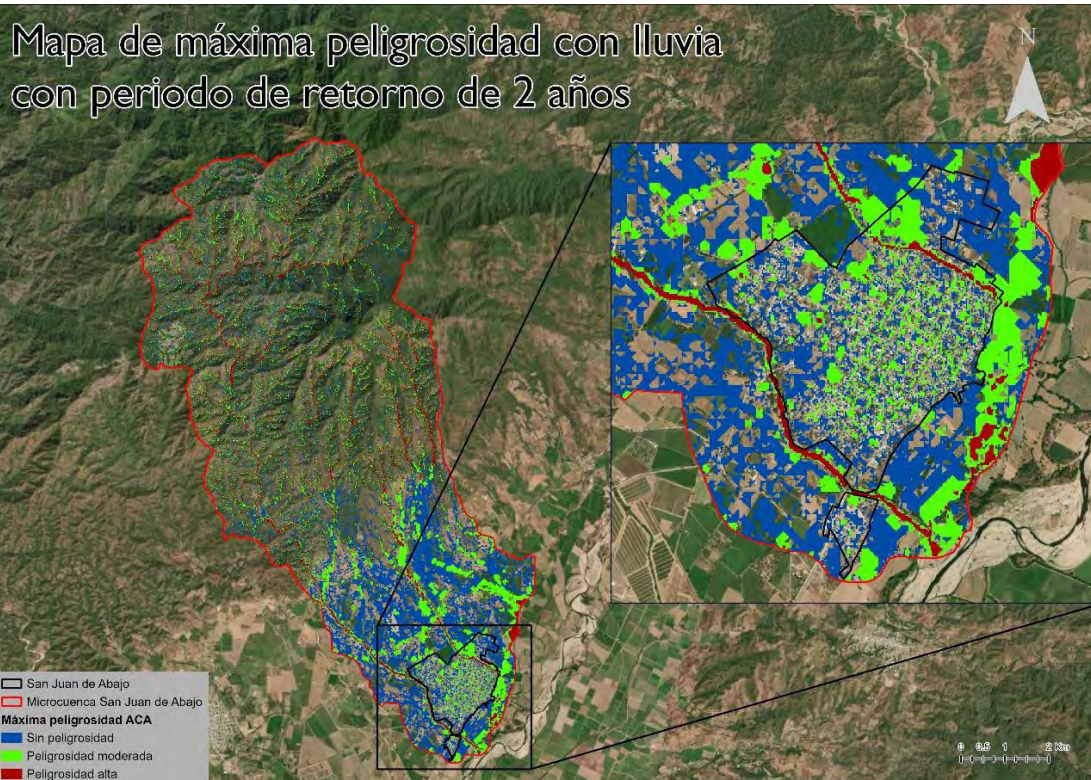 Mapa de máxima peligrosidad con lluvia
con periodo de retorno de 2 años
N
San Juan de Abajo
Microcuenca San Juan de Abajo
Máxima peligrosidad ACA
Sin peligrosidad
Peligrosidad moderada
Peligrosidad alta
0 0.5 1 2 Km